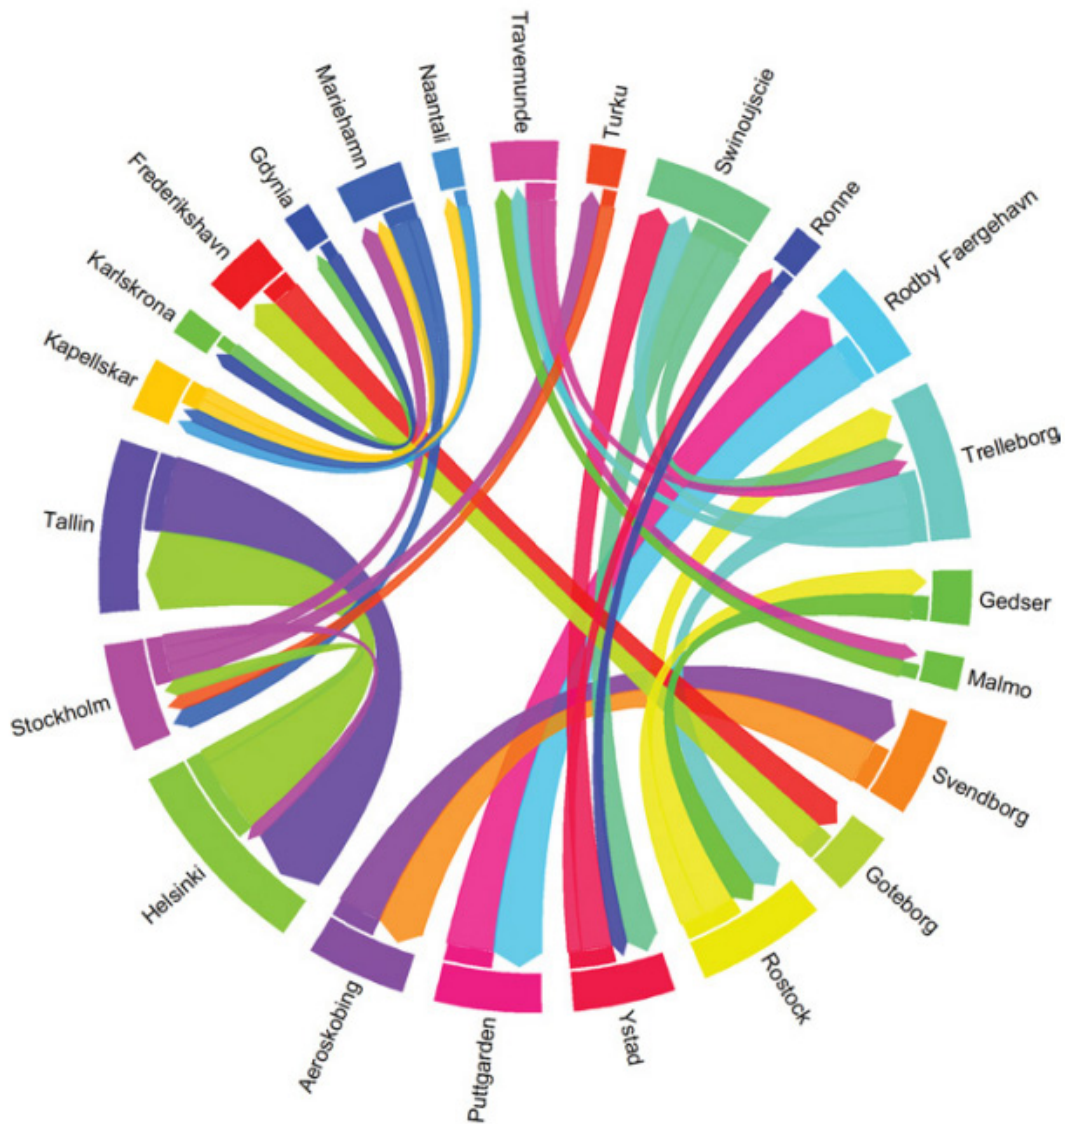 Travemunde
Turku
Swinoujscie
Ronne
Rodby Faergehavn
Trelleborg
Gedser
Malmo
Svendborg
Goteborg
Rostock
Ystad
Puttgarden
Aeroskobing
Helsinki
Stockholm
Tallin
Kapellskar
Karlskrona
Frederikshavn
Gdynia
Mariehamn
Naantali